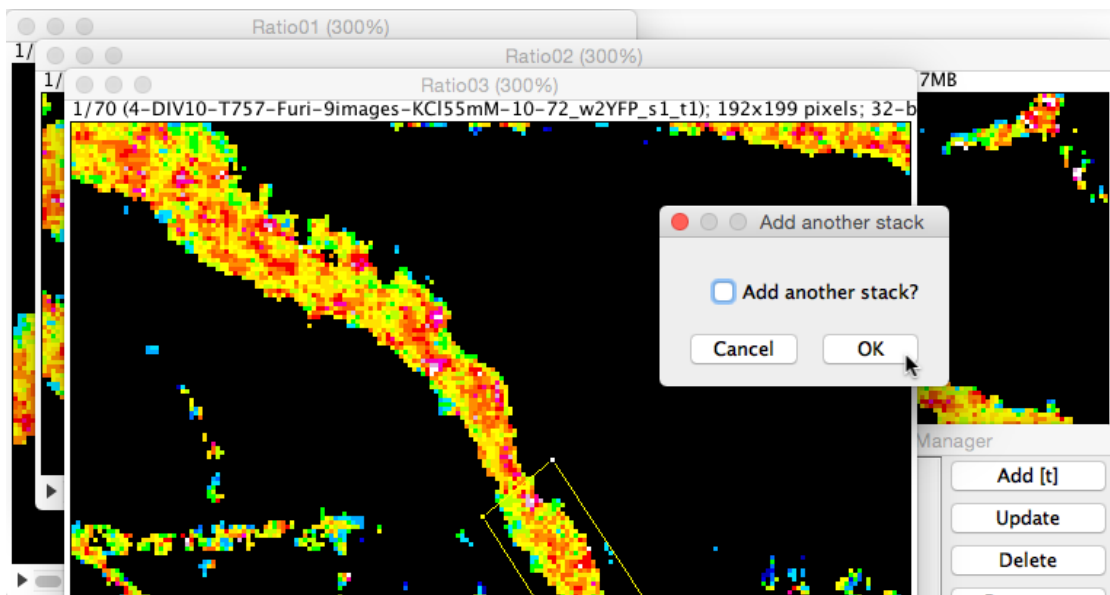 Ratio01 (300%)
1/
Ratio02 (300%)
1/
Ratio03 (300%)
7MB
1/70 (4-DIV10-T757-Furi-9images-KCl55mM-10-72_w2YFP_s1_t1); 192x199 pixels; 32-b
Add another stack
Add another stack?
Cancel
OK
Manager
Add [t]
Update
Delete